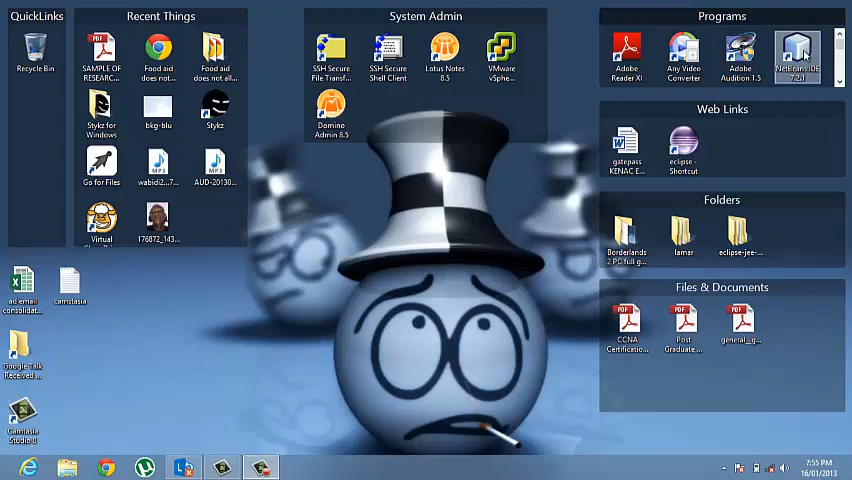 QuickLinks
Recycle Bin
Recent Things
SAMPLE OF
RESEARC...
Food aid
does not...
Food aid
does not all...
Stykz for
Windows
bkg-blu
Stykz
Go for Files
wabidi2...7...
AUD-20130...
Virtual
176872_143...
System Admin
SSH Secure
File Transf...
SSH Secure
Shell Client
Lotus Notes
8.5
VMware
vSphe...
Domino
Admin 8.5
Programs
Adobe
Reader XI
Any Video
Converter
Adobe
Audition 1.5
NetBeans IDE
7.2.1
Web Links
gatepass
KENAC E...
eclipse -
Shortcut
Folders
Borderlands
2 PC full g...
lamar
eclipse-jee-...
Files & Documents
CCNA
Certificatio...
Post
Graduate ...
general_g...
ad email
consolidat...
camstasia
Google Talk
Received ...
Camtasia
Studio 8
7:55 PM
16/01/2013